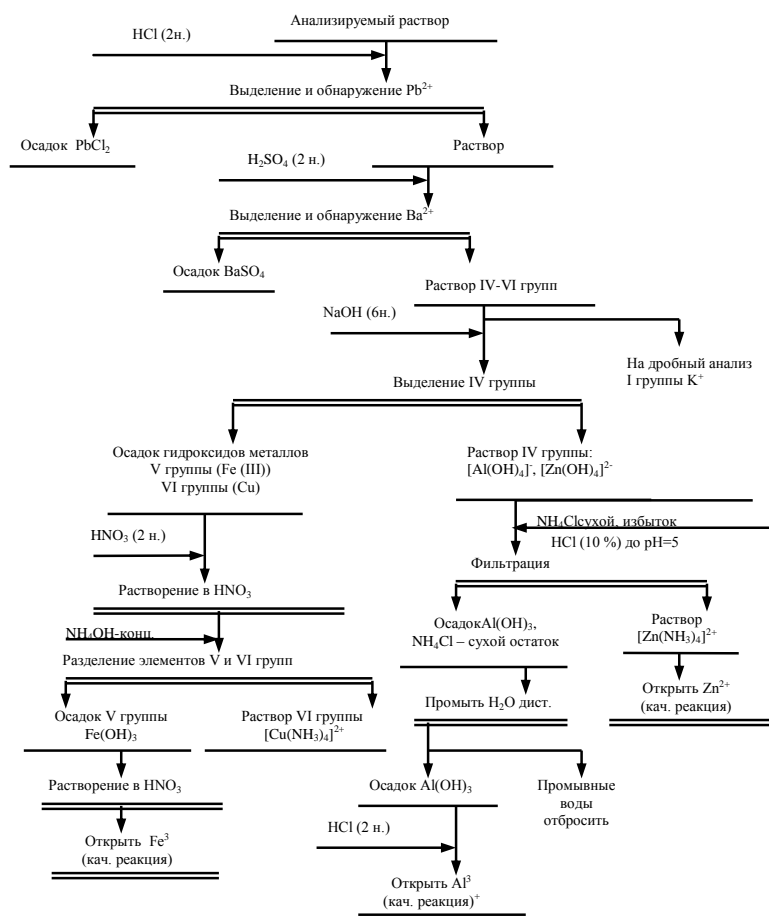 Анализируемый раствор
HCl (2н.)
Выделение и обнаружение Pb²⁺
Осадок PbCl₂
Раствор
H₂SO₄ (2 н.)
Выделение и обнаружение Ba²⁺
Осадок BaSO₄
Раствор IV-VI групп
NaOH (6н.)
На дробный анализ
I группы K⁺
Выделение IV группы
Осадок гидроксидов металлов
V группы (Fe (III))
VI группы (Cu)
Раствор IV группы:
[Al(OH)₄]⁻, [Zn(OH)₄]²⁻
HNO₃ (2 н.)
NH₄Clсухой, избыток
HCl (10 %) до pH=5
Фильтрация
Растворение в HNO₃
NH₄OH-конц.
Разделение элементов V и VI групп
ОсадокAl(OH)₃,
NH₄Cl – сухой остаток
Раствор
[Zn(NH₃)₄]²⁺
Промыть H₂O дист.
Открыть Zn²⁺
(кач. реакция)
Осадок V группы
Fe(OH)₃
Раствор VI группы
[Cu(NH₃)₄]²⁺
Растворение в HNO₃
Осадок Al(OH)₃
Промывные
воды
отбросить
Открыть Fe³
(кач. реакция)
HCl (2 н.)
Открыть Al³
(кач. реакция)⁺